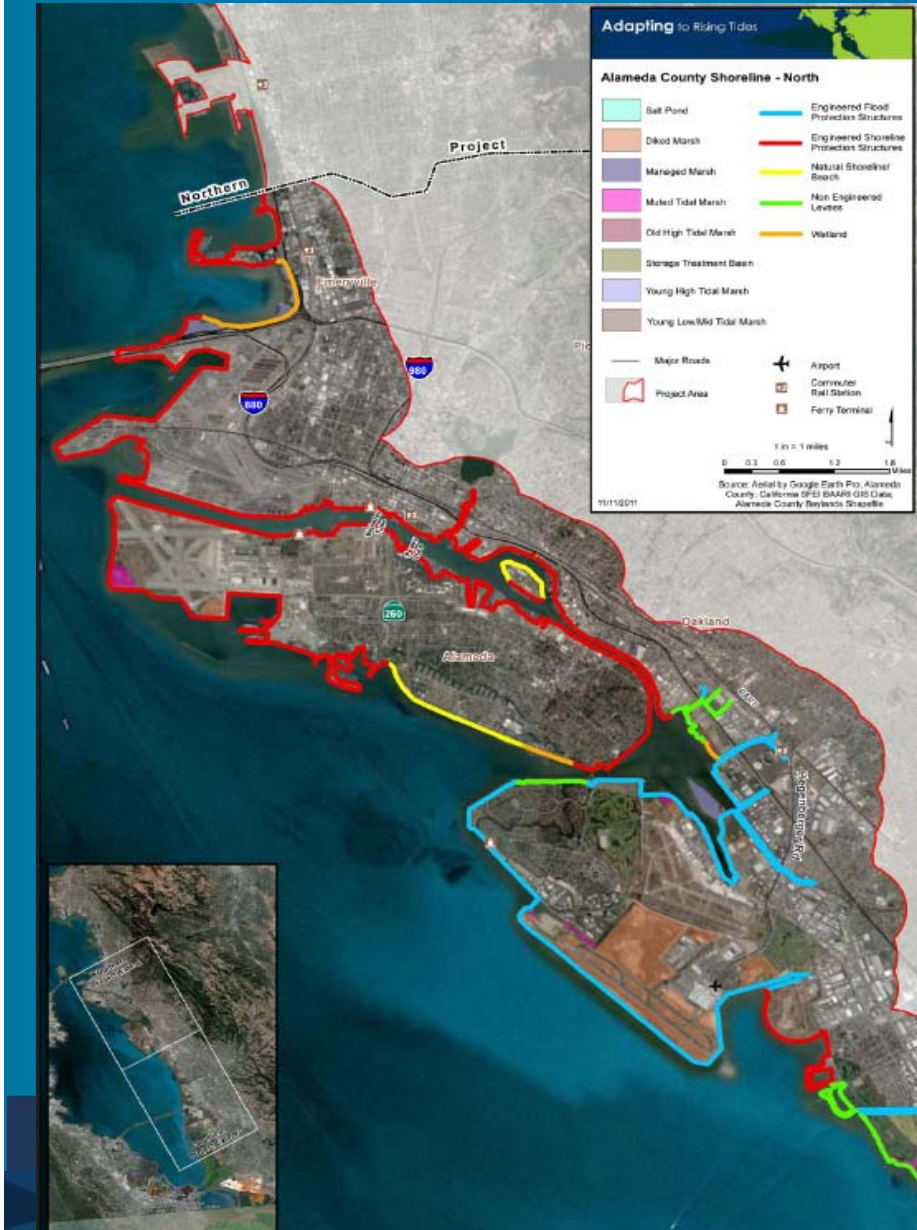 Adapting to Rising Tides
Alameda County Shoreline - North
Salt Pond
Diked Marsh
Managed Marsh
Muted Tidal Marsh
Old High Tidal Marsh
Storage Treatment Basin
Young High Tidal Marsh
Young Low/Mid Tidal Marsh
Engineered Flood
Protection Structures
Engineered Shoreline
Protection Structures
Natural Shoreline/
Beach
Non Engineered
Levees
Wetland
Major Roads
Project Area
Airport
Commuter
Rail Station
Ferry Terminal
1 in = 1 miles
0 0.3 0.6 1.2 1.8
Miles
Source: Aerial by Google Earth Pro; Alameda
County; California SFEI BAARI GIS Data;
Alameda County Baylands Shapefile
11/11/2011
Northern Project
Emeryville
Pie
980
880
260
Alameda
Oakland
BART
Hegenberger Rd